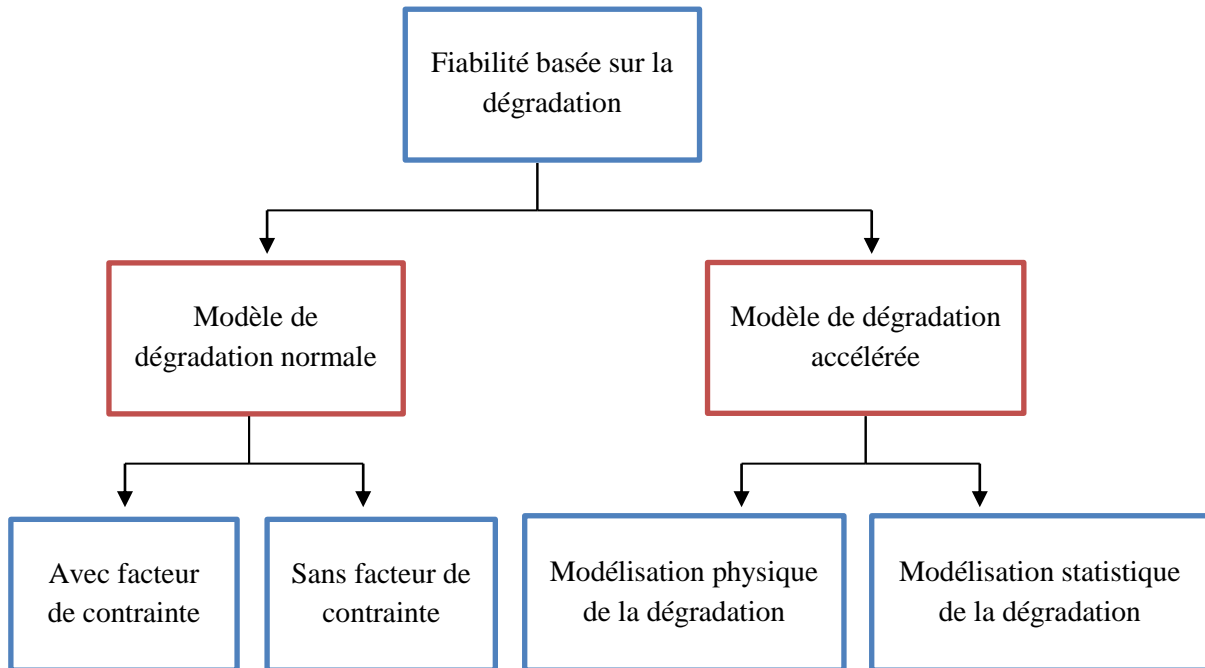 Fiabilité basée sur la
dégradation
Modèle de
dégradation normale
Modèle de dégradation
accélérée
Avec facteur
de contrainte
Sans facteur de
contrainte
Modélisation physique
de la dégradation
Modélisation statistique
de la dégradation